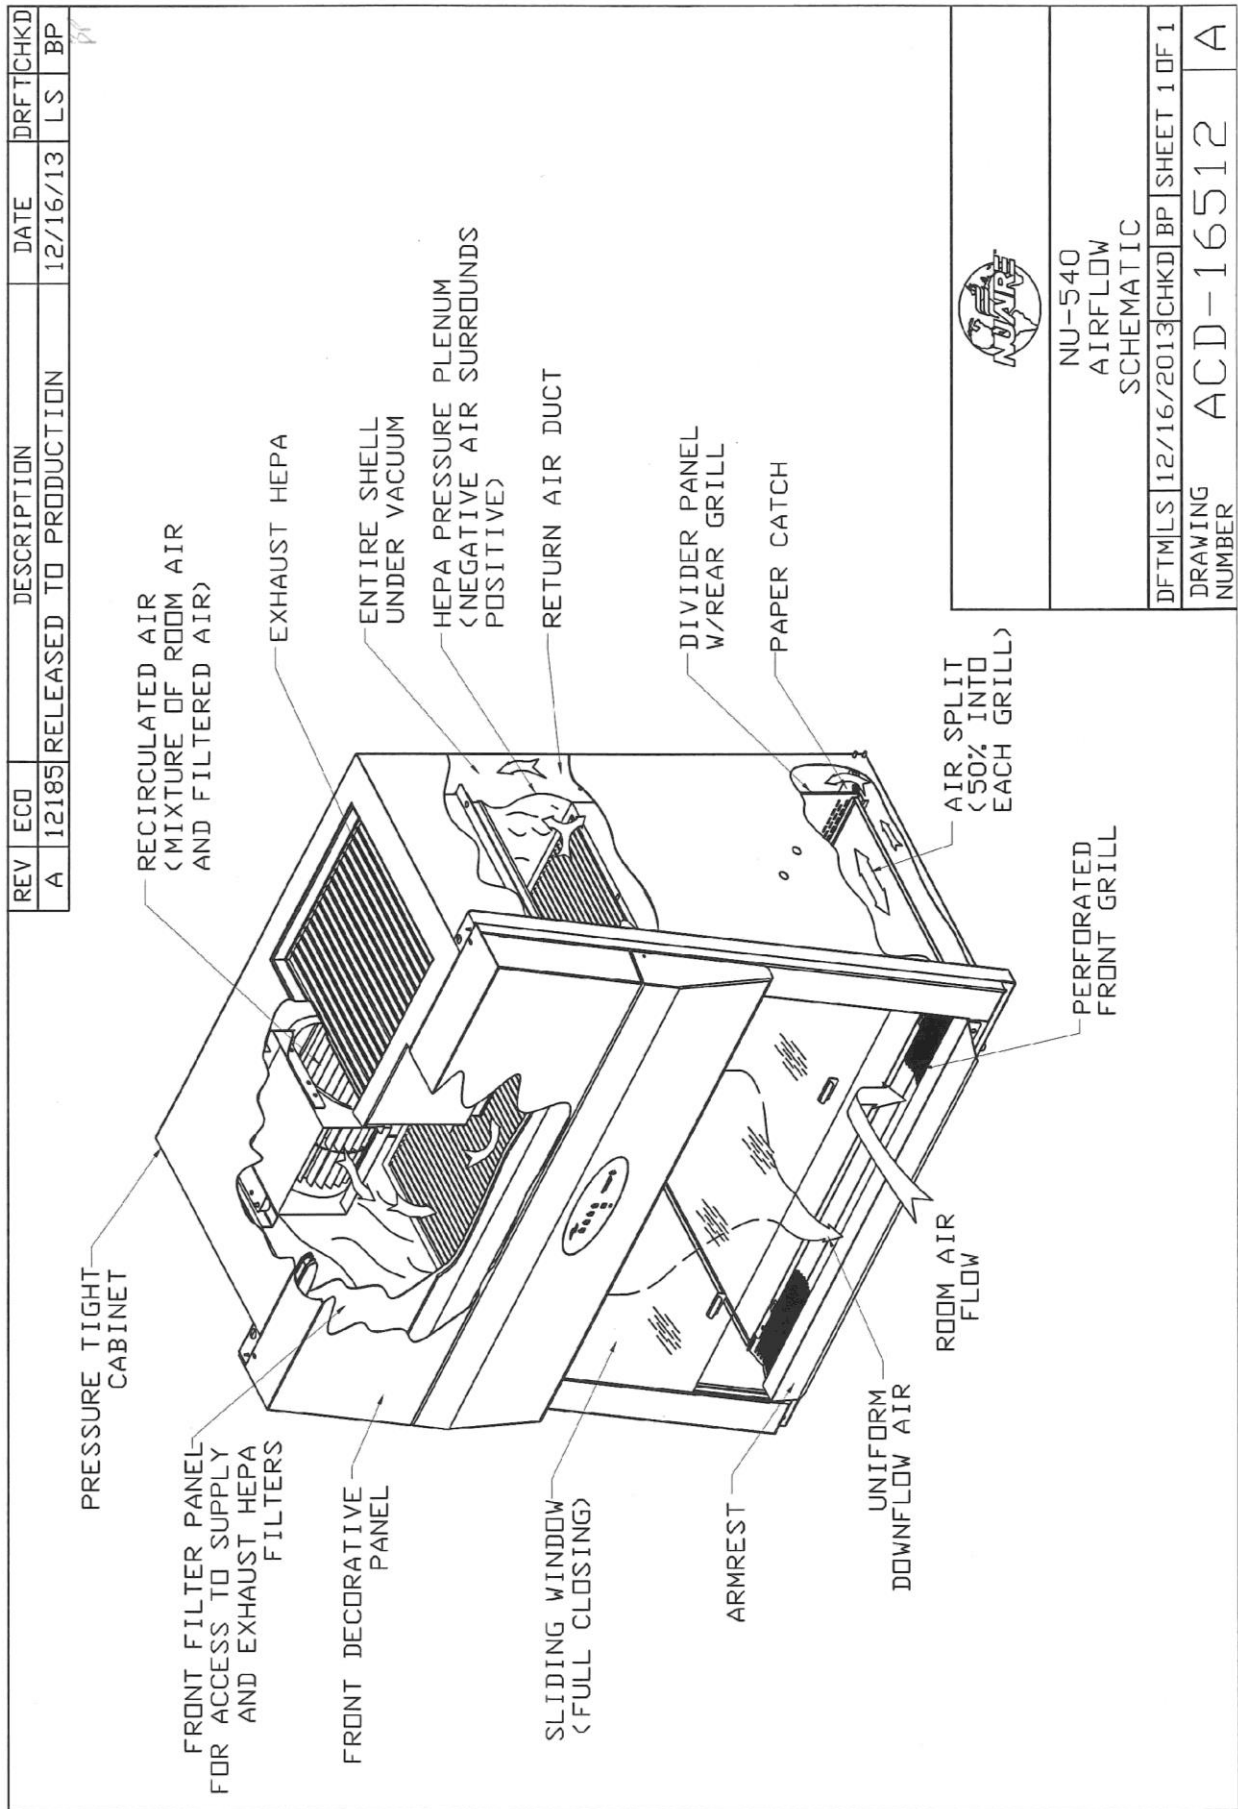 REV ECO DESCRIPTION DATE DRFT CHKD
A 12185 RELEASED TO PRODUCTION 12/16/13 LS BP
BP
PRESSURE TIGHT
CABINET
RECIRCULATED AIR
(MIXTURE OF ROOM AIR
AND FILTERED AIR)
EXHAUST HEPA
ENTIRE SHELL
UNDER VACUUM
HEPA PRESSURE PLENUM
(NEGATIVE AIR SURROUNDS
POSITIVE)
RETURN AIR DUCT
DIVIDER PANEL
W/REAR GRILL
PAPER CATCH
AIR SPLIT
(50% INTO
EACH GRILL)
PERFORATED
FRONT GRILL
FRONT FILTER PANEL
FOR ACCESS TO SUPPLY
AND EXHAUST HEPA
FILTERS
FRONT DECORATIVE
PANEL
SLIDING WINDOW
(FULL CLOSING)
ARMREST
UNIFORM
DOWNFLOW AIR
ROOM AIR
FLOW
NUAIRE
NU-540
AIRFLOW
SCHEMATIC
DFTM LS 12/16/2013 CHKD BP SHEET 1 OF 1
DRAWING
NUMBER ACD-16512 A